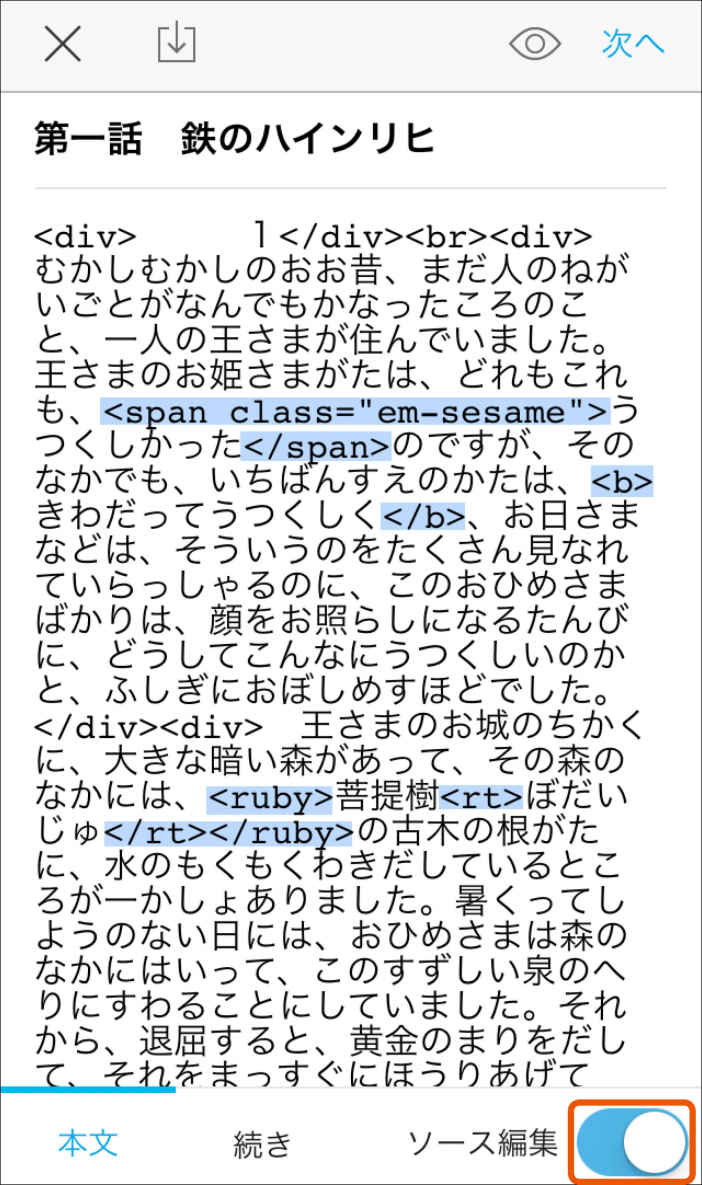 次へ
第一話　鉄のハインリヒ
<div>　　　１</div><br><div>
むかしむかしのおお昔、まだ人のねが
いごとがなんでもかなったころのこ
と、一人の王さまが住んでいました。
王さまのお姫さまがたは、どれもこれ
も、<span class="em-sesame">う
つくしかった</span>のですが、その
なかでも、いちばんすえのかたは、<b>
きわだってうつくしく</b>、お日さま
などは、そういうのをたくさん見なれ
ていらっしゃるのに、このおひめさま
ばかりは、顔をお照らしになるたんび
に、どうしてこんなにうつくしいのか
と、ふしぎにおぼしめすほどでした。
</div><div>　王さまのお城のちかく
に、大きな暗い森があって、その森の
なかには、<ruby>菩提樹<rt>ぼだい
じゅ</rt></ruby>の古木の根がた
に、水のもくもくわきだしているとこ
ろが一かしょありました。暑くってし
ようのない日には、おひめさまは森の
なかにはいって、このすずしい泉のへ
りにすわることにしていました。それ
から、退屈すると、黄金のまりをだし
て、それをまっすぐにほうりあげて
本文　続き　ソース編集